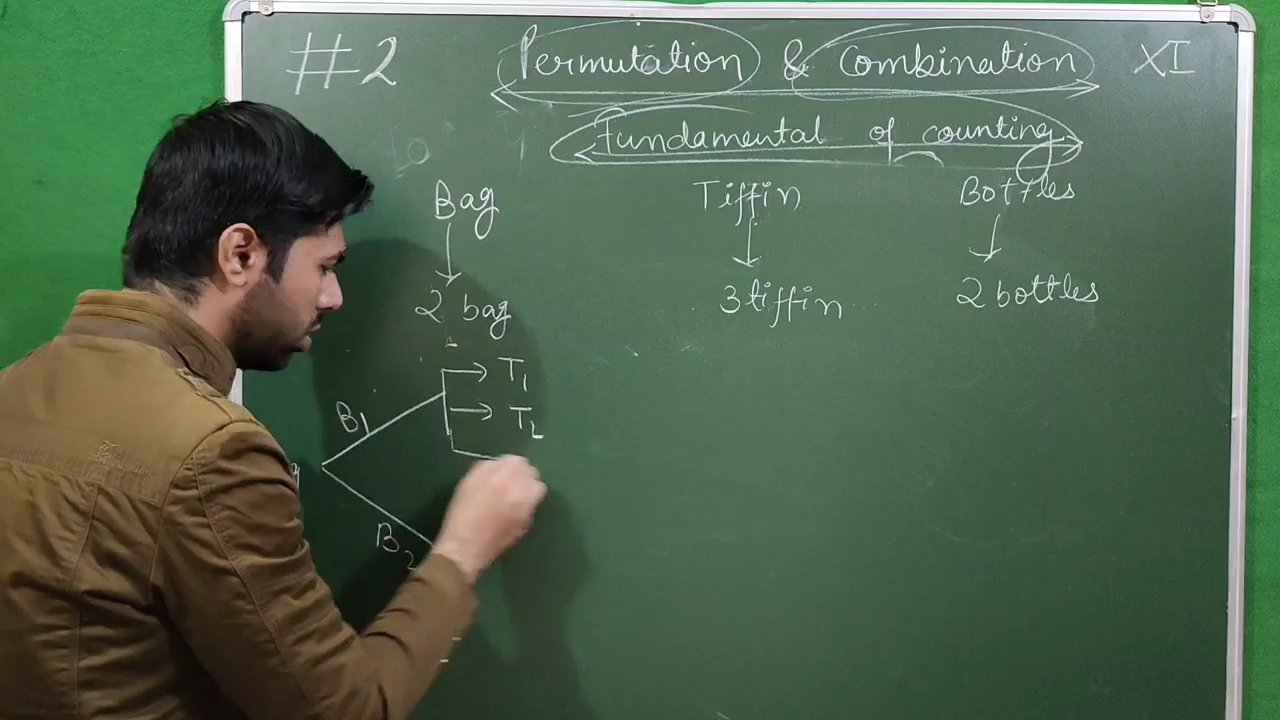 #2 Permutation & Combination XI
Fundamental of counting
Bag Tiffin Bottles
2 bag 3 tiffin 2 bottles
T1
B1 T2
B2